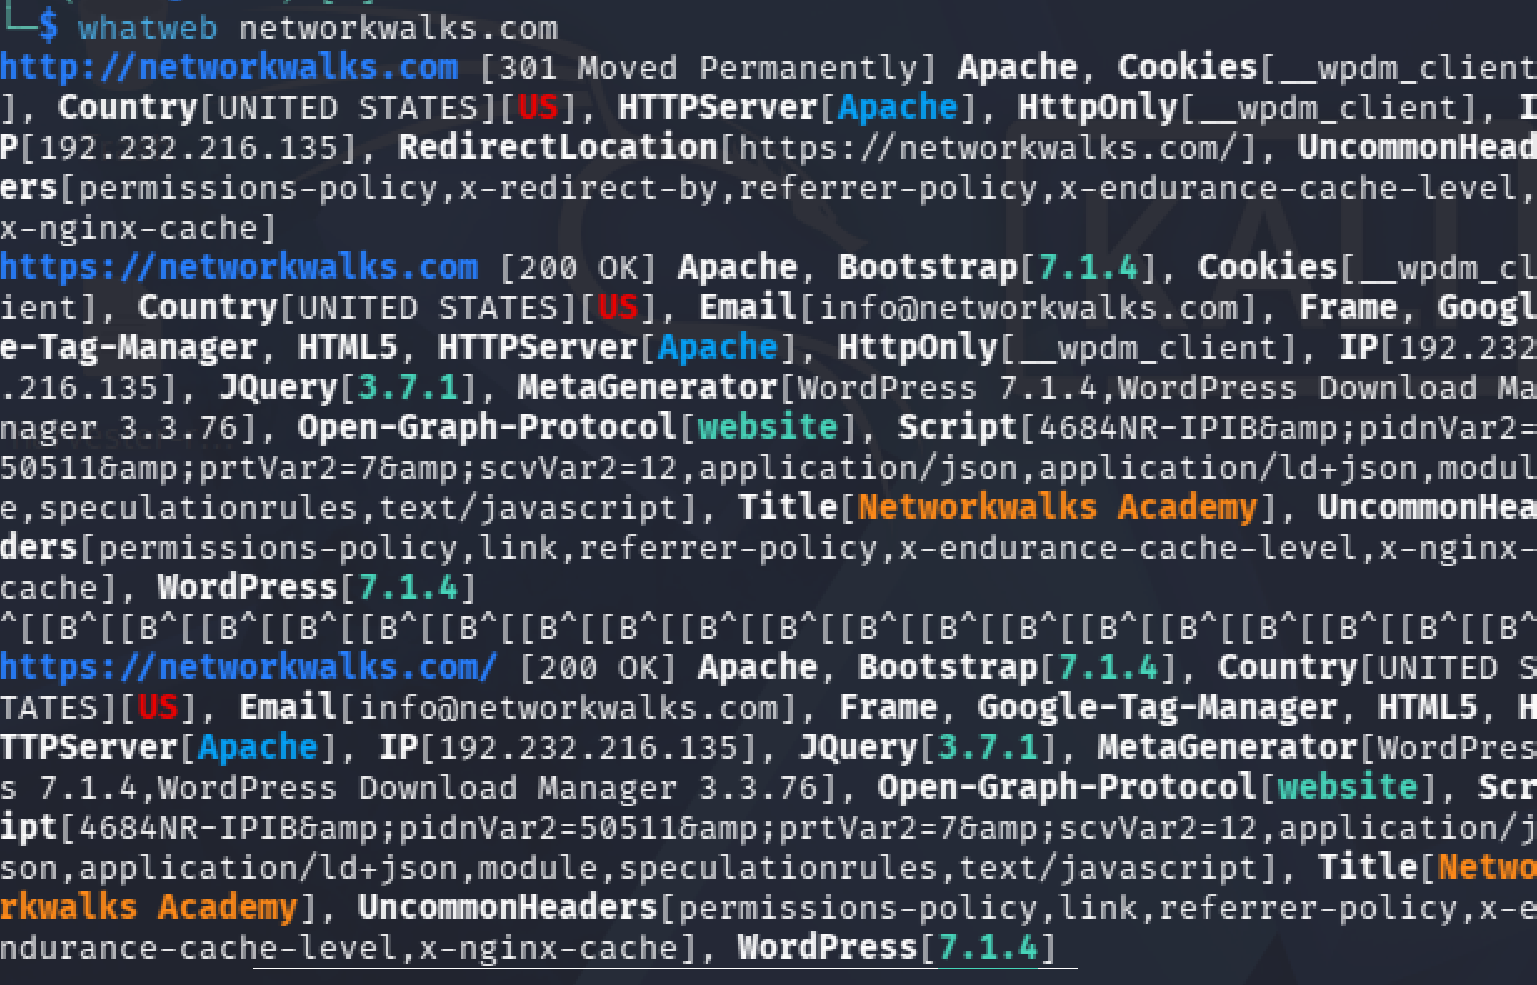 └─$ whatweb networkwalks.com
http://networkwalks.com [301 Moved Permanently] Apache, Cookies[__wpdm_client
], Country[UNITED STATES][US], HTTPServer[Apache], HttpOnly[__wpdm_client], I
P[192.232.216.135], RedirectLocation[https://networkwalks.com/], UncommonHead
ers[permissions-policy,x-redirect-by,referrer-policy,x-endurance-cache-level,
x-nginx-cache]
https://networkwalks.com [200 OK] Apache, Bootstrap[7.1.4], Cookies[__wpdm_cl
ient], Country[UNITED STATES][US], Email[info@networkwalks.com], Frame, Googl
e-Tag-Manager, HTML5, HTTPServer[Apache], HttpOnly[__wpdm_client], IP[192.232
.216.135], JQuery[3.7.1], MetaGenerator[WordPress 7.1.4,WordPress Download Ma
nager 3.3.76], Open-Graph-Protocol[website], Script[4684NR-IPIB&amp;pidnVar2=
50511&amp;prtVar2=7&amp;scvVar2=12,application/json,application/ld+json,modul
e,speculationrules,text/javascript], Title[Networkwalks Academy], UncommonHea
ders[permissions-policy,link,referrer-policy,x-endurance-cache-level,x-nginx-
cache], WordPress[7.1.4]
^[[B^[[B^[[B^[[B^[[B^[[B^[[B^[[B^[[B^[[B^[[B^[[B^[[B^[[B^[[B^[[B^[[B^[[B^[[B^
https://networkwalks.com/ [200 OK] Apache, Bootstrap[7.1.4], Country[UNITED S
TATES][US], Email[info@networkwalks.com], Frame, Google-Tag-Manager, HTML5, H
TTPServer[Apache], IP[192.232.216.135], JQuery[3.7.1], MetaGenerator[WordPres
s 7.1.4,WordPress Download Manager 3.3.76], Open-Graph-Protocol[website], Scr
ipt[4684NR-IPIB&amp;pidnVar2=50511&amp;prtVar2=7&amp;scvVar2=12,application/j
son,application/ld+json,module,speculationrules,text/javascript], Title[Netwo
rkwalks Academy], UncommonHeaders[permissions-policy,link,referrer-policy,x-e
ndurance-cache-level,x-nginx-cache], WordPress[7.1.4]